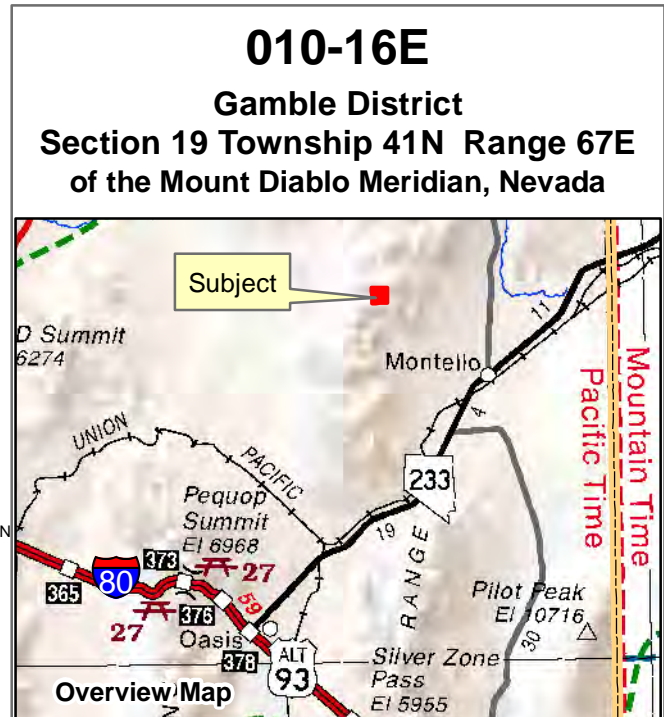 010-16E
Gamble District
Section 19 Township 41N Range 67E
of the Mount Diablo Meridian, Nevada
Subject
D Summit
6274
11
Montello
Mountain Time
Pacific Time
4
UNION
PACIFIC
233
19
RANGE
Pequop
Summit
El 6968
N
373
27
80
365
376
59
Pilot Peak
El 10716
30
27
Oasis
378
ALT
93
Silver Zone
Pass
El 5955
Overview Map